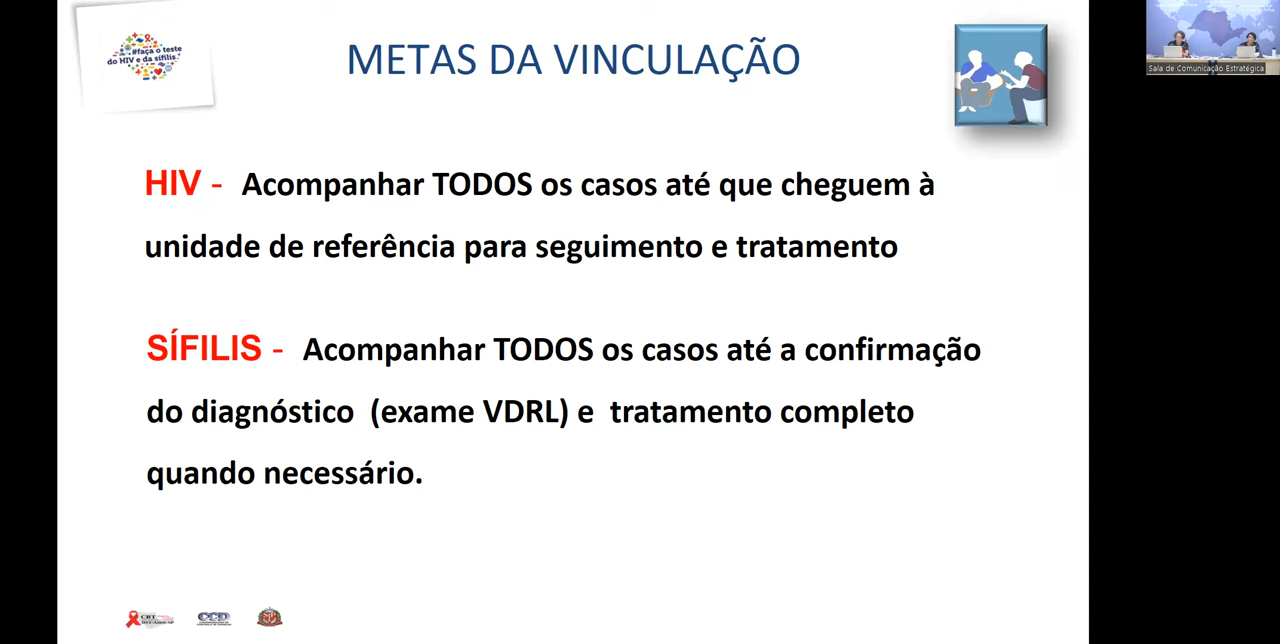 #faça o teste
do HIV e da sífilis
METAS DA VINCULAÇÃO
Sala de Comunicação Estratégica
HIV - Acompanhar TODOS os casos até que cheguem à
unidade de referência para seguimento e tratamento
SÍFILIS - Acompanhar TODOS os casos até a confirmação
do diagnóstico (exame VDRL) e tratamento completo
quando necessário.
CRT
CCD